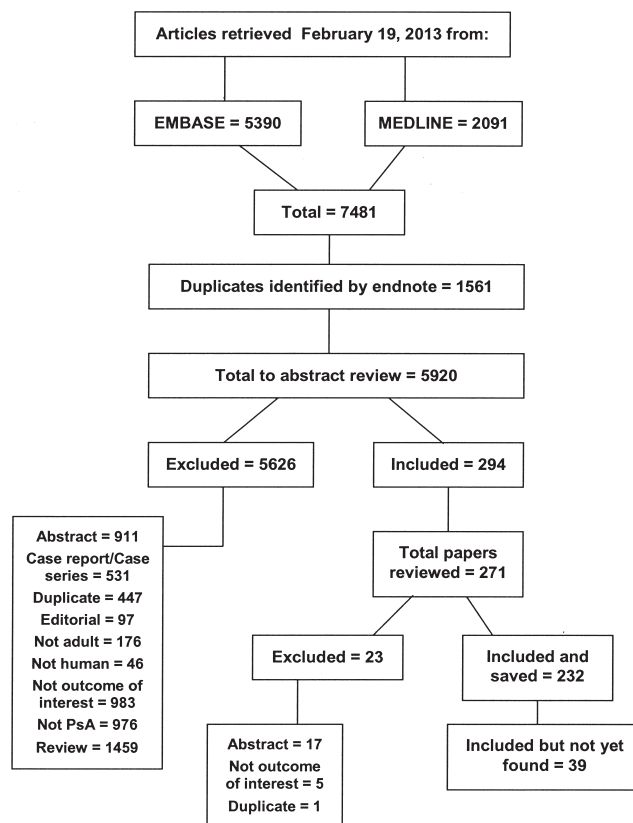 Articles retrieved February 19, 2013 from:
EMBASE = 5390
MEDLINE = 2091
Total = 7481
Duplicates identified by endnote = 1561
Total to abstract review = 5920
Excluded = 5626
Included = 294
Abstract = 911
Case report/Case
series = 531
Duplicate = 447
Editorial = 97
Not adult = 176
Not human = 46
Not outcome of
interest = 983
Not PsA = 976
Review = 1459
Total papers
reviewed = 271
Excluded = 23
Included and
saved = 232
Abstract = 17
Not outcome
of interest = 5
Duplicate = 1
Included but not yet
found = 39